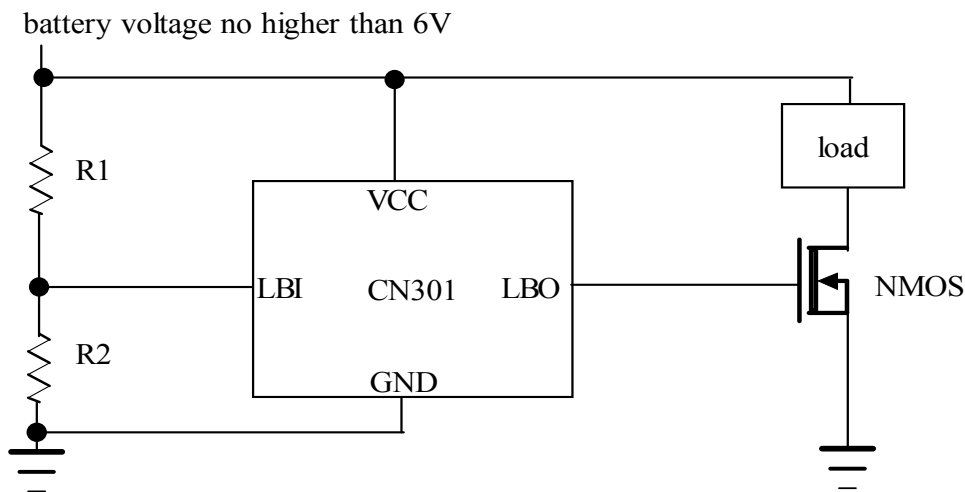 battery voltage no higher than 6V
R1
load
VCC
LBI
CN301
LBO
NMOS
R2
GND